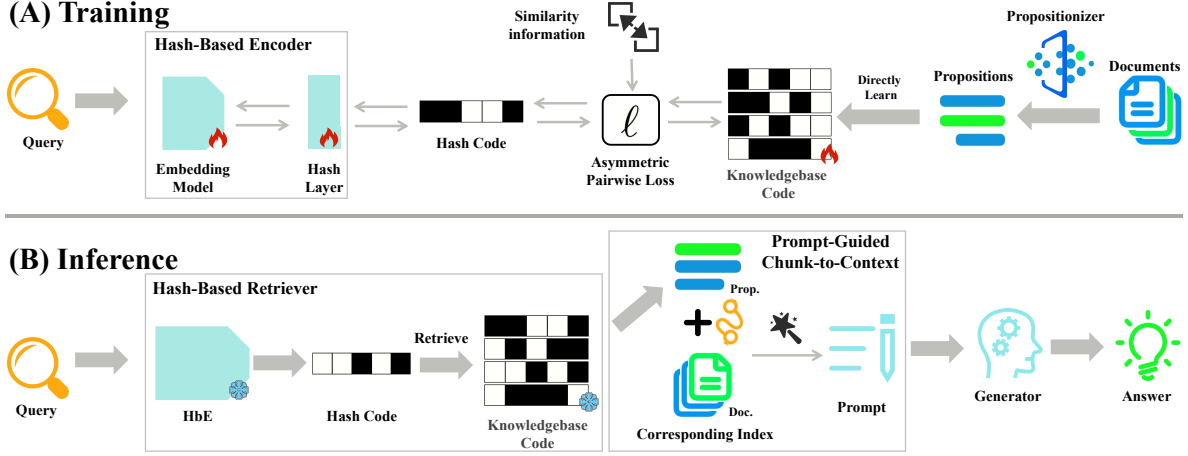 (A) Training
Hash-Based Encoder
Query
Embedding
Model
Hash
Layer
Hash Code
Similarity
information
ℓ
Asymmetric
Pairwise Loss
Knowledgebase
Code
Directly
Learn
Propositions
Propositionizer
Documents
(B) Inference
Hash-Based Retriever
Query
HbE
Hash Code
Retrieve
Knowledgebase
Code
Prompt-Guided
Chunk-to-Context
Prop.
Doc.
Corresponding Index
Prompt
Generator
Answer